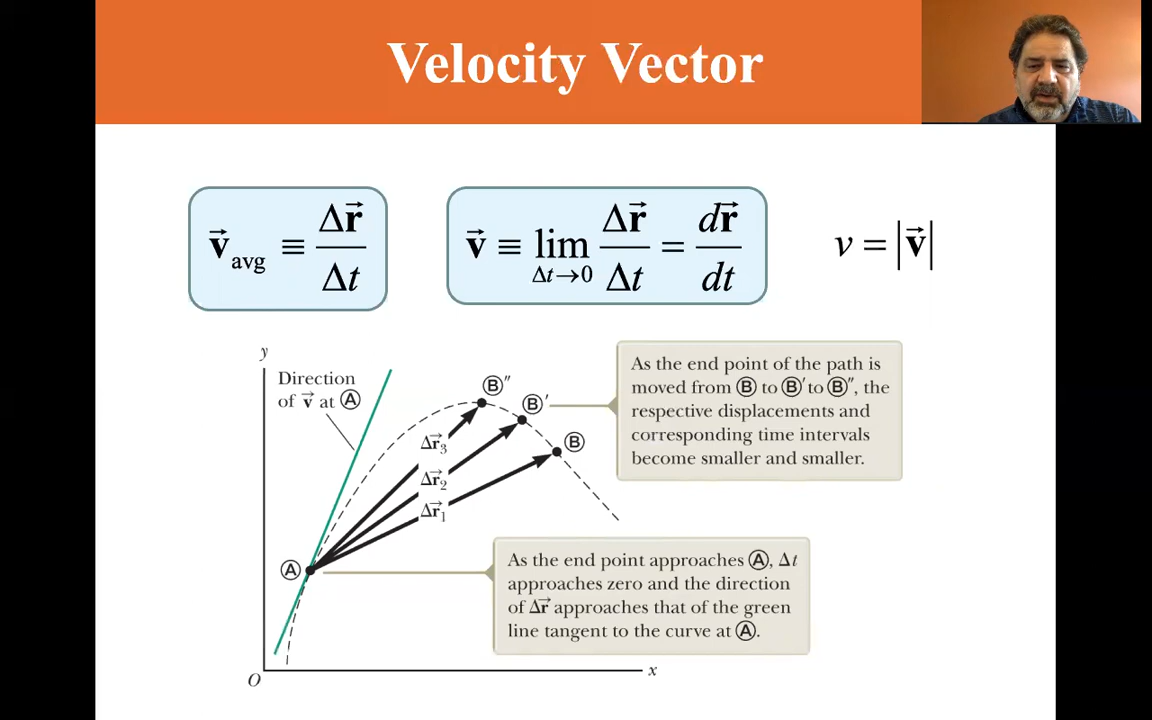 Velocity Vector
v⃗avg ≡ Δr⃗/Δt
v⃗ ≡ lim Δt→0 Δr⃗/Δt = dr⃗/dt
v = |v⃗|
y
Direction
of v⃗ at Ⓐ
Ⓑ″
Ⓑ′
Ⓑ
Δr⃗₃
Δr⃗₂
Δr⃗₁
Ⓐ
O
x
As the end point of the path is
moved from Ⓑ to Ⓑ′ to Ⓑ″, the
respective displacements and
corresponding time intervals
become smaller and smaller.
As the end point approaches Ⓐ, Δt
approaches zero and the direction
of Δr⃗ approaches that of the green
line tangent to the curve at Ⓐ.